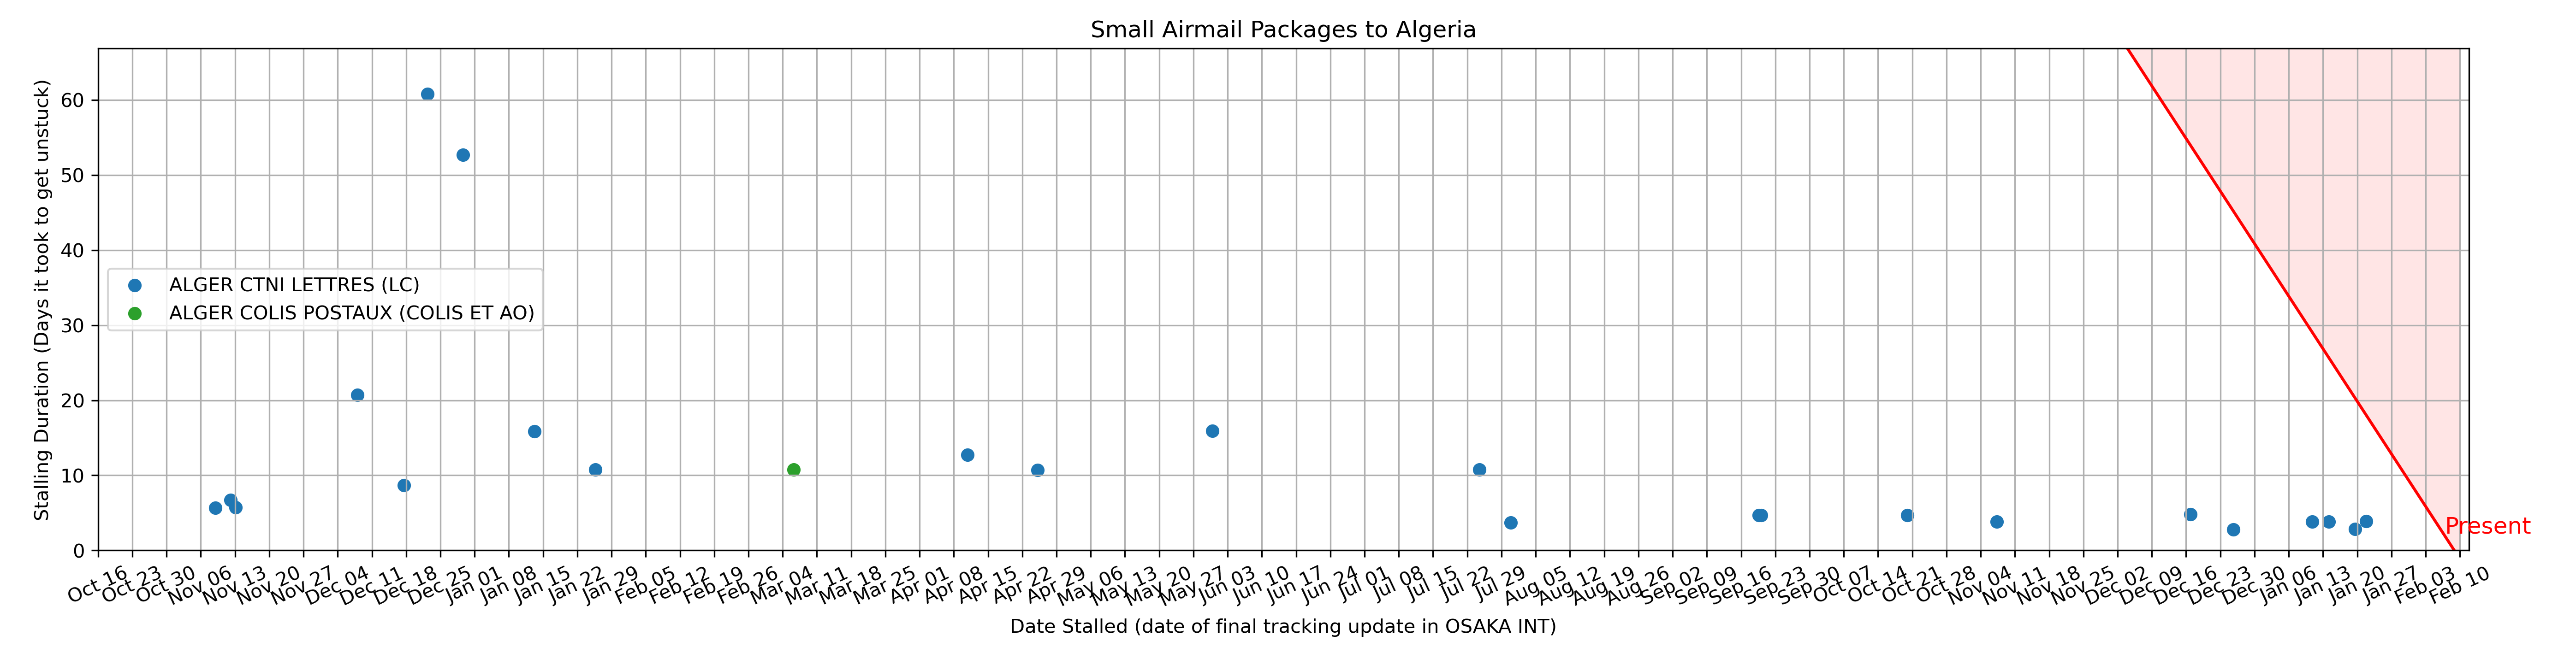 Small Airmail Packages to Algeria
Stalling Duration (Days it took to get unstuck)
60
50
40
30
20
10
0
ALGER CTNI LETTRES (LC)
ALGER COLIS POSTAUX (COLIS ET AO)
Present
Oct 16
Oct 23
Oct 30
Nov 06
Nov 13
Nov 20
Nov 27
Dec 04
Dec 11
Dec 18
Dec 25
Jan 01
Jan 08
Jan 15
Jan 22
Jan 29
Feb 05
Feb 12
Feb 19
Feb 26
Mar 04
Mar 11
Mar 18
Mar 25
Apr 01
Apr 08
Apr 15
Apr 22
Apr 29
May 06
May 13
May 20
May 27
Jun 03
Jun 10
Jun 17
Jun 24
Jul 01
Jul 08
Jul 15
Jul 22
Jul 29
Aug 05
Aug 12
Aug 19
Aug 26
Sep 02
Sep 09
Sep 16
Sep 23
Sep 30
Oct 07
Oct 14
Oct 21
Oct 28
Nov 04
Nov 11
Nov 18
Nov 25
Dec 02
Dec 09
Dec 16
Dec 23
Dec 30
Jan 06
Jan 13
Jan 20
Jan 27
Feb 03
Feb 10
Date Stalled (date of final tracking update in OSAKA INT)